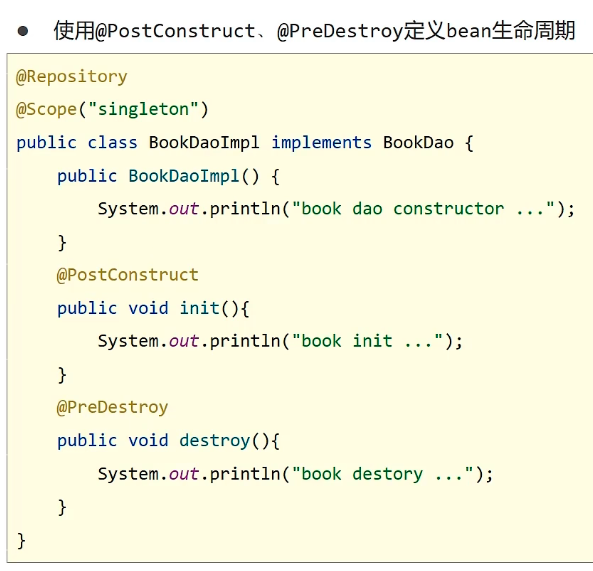 ● 使用@PostConstruct、@PreDestroy定义bean生命周期
@Repository
@Scope("singleton")
public class BookDaoImpl implements BookDao {
    public BookDaoImpl() {
        System.out.println("book dao constructor ...");
    }
    @PostConstruct
    public void init(){
        System.out.println("book init ...");
    }
    @PreDestroy
    public void destroy(){
        System.out.println("book destory ...");
    }
}